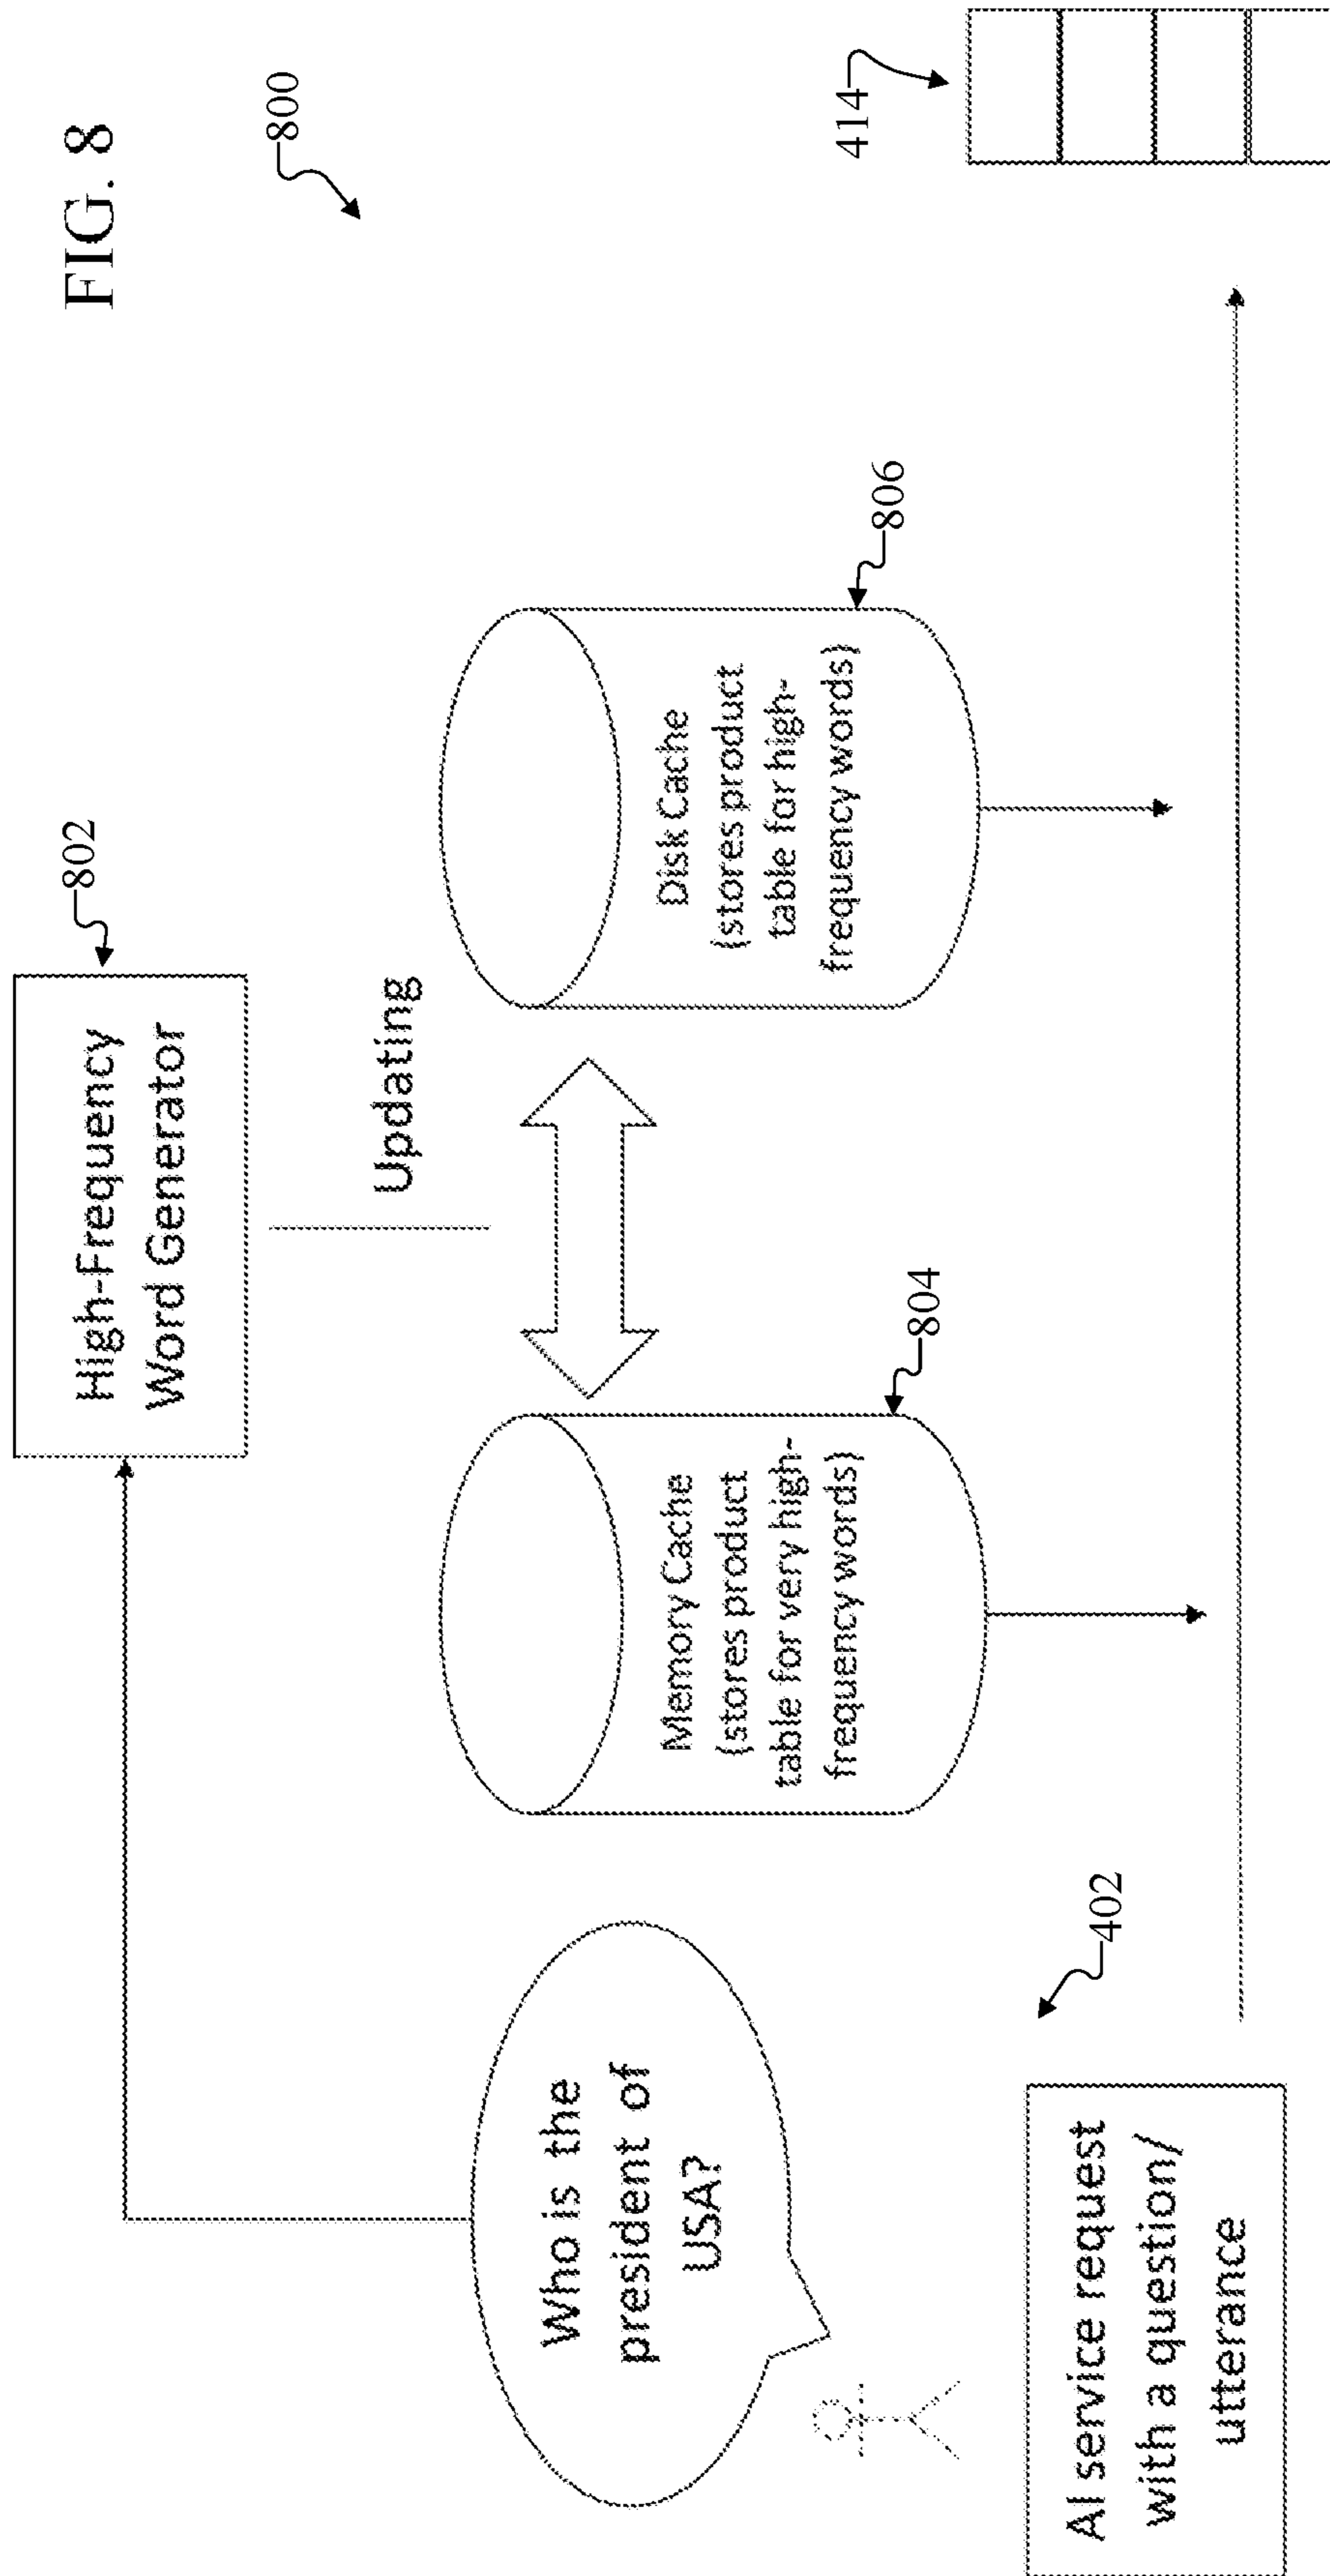 FIG. 8
800
High-Frequency
Word Generator
802
Updating
Who is the
president of
USA?
Memory Cache
(stores product
table for very high-
frequency words)
804
Disk Cache
(stores product
table for high-
frequency words)
806
AI service request
with a question/
utterance
402
414